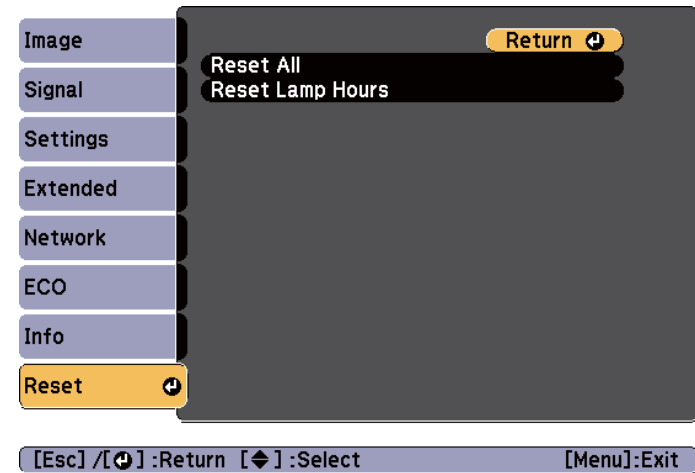 Image
Signal
Settings
Extended
Network
ECO
Info
Reset
Return
Reset All
Reset Lamp Hours
[Esc] /[ ] :Return [ ] :Select [Menu]:Exit